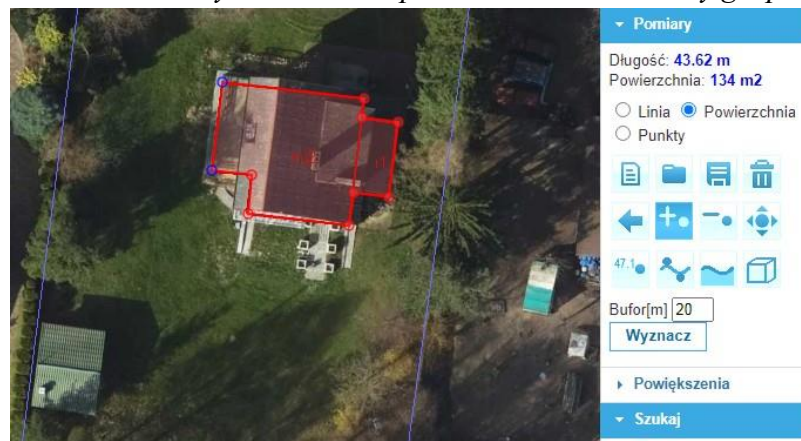 Pomiary
Długość: 43.62 m
Powierzchnia: 134 m2
Linia Powierzchnia
Punkty
47.1
Bufor[m] 20
Wyznacz
Powiększenia
Szukaj